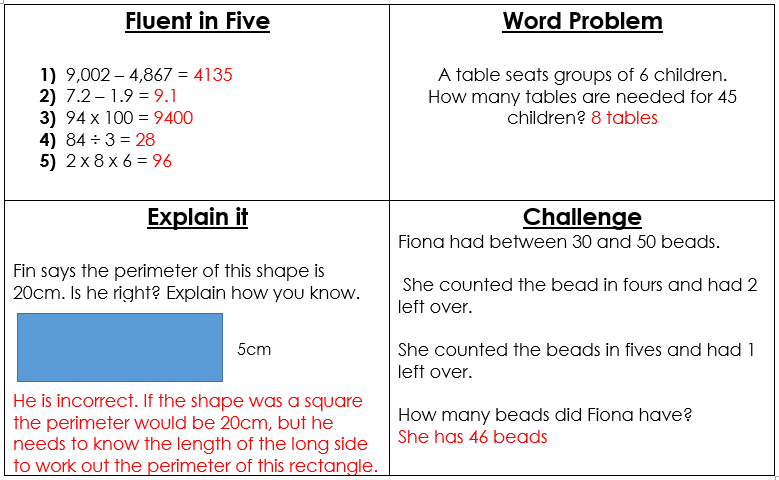 Fluent in Five
1) 9,002 – 4,867 = 4135
2) 7.2 – 1.9 = 9.1
3) 94 x 100 = 9400
4) 84 ÷ 3 = 28
5) 2 x 8 x 6 = 96
Word Problem
A table seats groups of 6 children.
How many tables are needed for 45
children? 8 tables
Explain it
Fin says the perimeter of this shape is
20cm. Is he right? Explain how you know.
5cm
He is incorrect. If the shape was a square
the perimeter would be 20cm, but he
needs to know the length of the long side
to work out the perimeter of this rectangle.
Challenge
Fiona had between 30 and 50 beads.
She counted the bead in fours and had 2
left over.
She counted the beads in fives and had 1
left over.
How many beads did Fiona have?
She has 46 beads